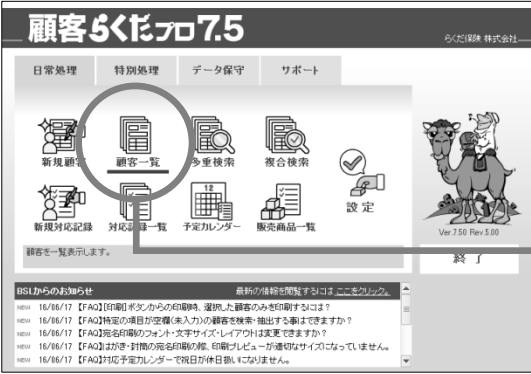 顧客らくだプロ7.5
らくだ保険 株式会社
日常処理 特別処理 データ保守 サポート
新規顧客 顧客一覧 多重検索 複合検索
設定
12
新規対応記録 対応記録一覧 予定カレンダー 販売商品一覧
Ver.7.50 Rev.5.00
顧客を一覧表示します。
終了
BSLからのお知らせ 最新の情報を閲覧するには ここをクリック。
NEW 16/06/17 【FAQ】[印刷]ボタンからの印刷時、選択した顧客のみを印刷するには？
NEW 16/06/17 【FAQ】特定の項目が空欄(未入力)の顧客を検索・抽出する事はできますか？
NEW 16/06/17 【FAQ】宛名印刷のフォント・文字サイズ・レイアウトは変更できますか？
NEW 16/06/17 【FAQ】はがき・封筒の宛名印刷の際、印刷プレビューが適切なサイズになっていません。
NEW 16/06/17 【FAQ】対応予定カレンダーで祝日が休日扱いになりません。